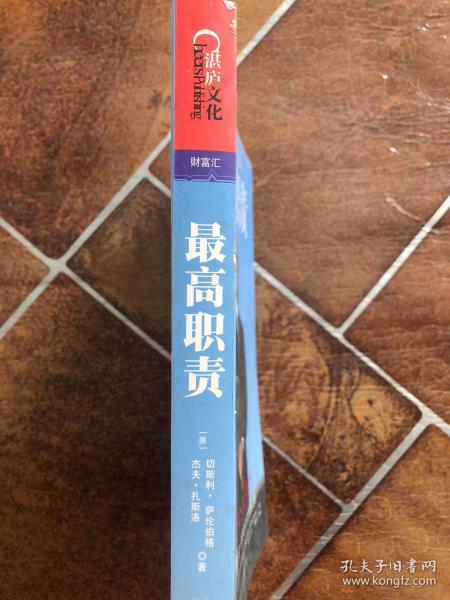 湛庐文化
Cheers Publishing
财富汇
最高职责
[美]
切斯利·萨伦伯格
杰夫·扎斯洛
著
责
孔夫子旧书网
www.kongfz.com